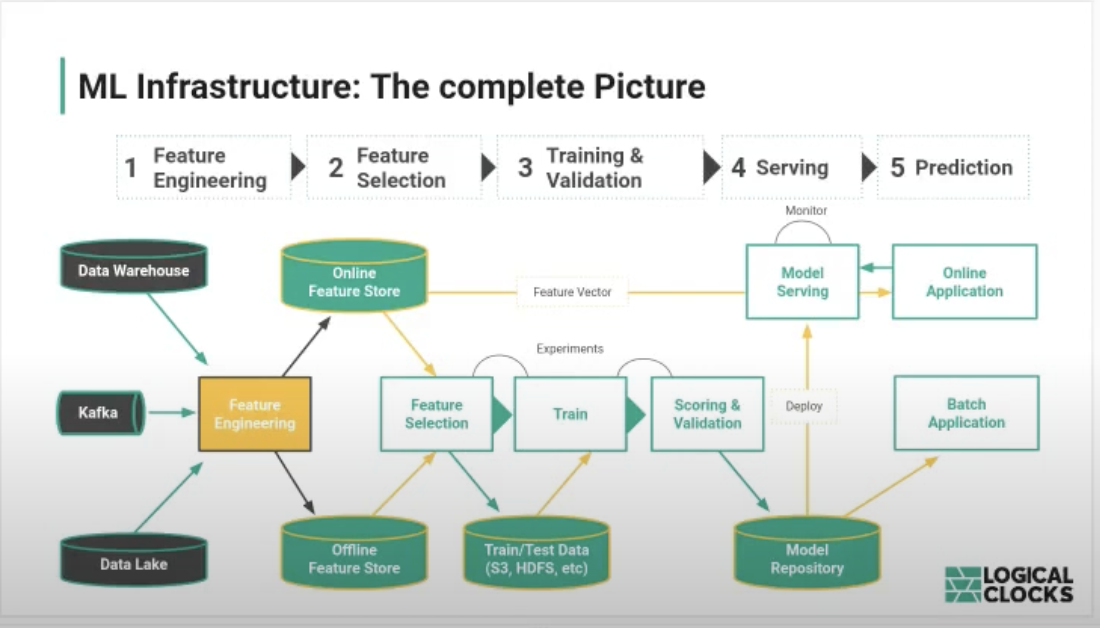 ML Infrastructure: The complete Picture
1 Feature
Engineering
2 Feature
Selection
3 Training &
Validation
4 Serving
5 Prediction
Monitor
Data Warehouse
Online
Feature Store
Feature Vector
Model
Serving
Online
Application
Experiments
Kafka
Feature
Engineering
Feature
Selection
Train
Scoring &
Validation
Deploy
Batch
Application
Data Lake
Offline
Feature Store
Train/Test Data
(S3, HDFS, etc)
Model
Repository
LOGICAL
CLOCKS